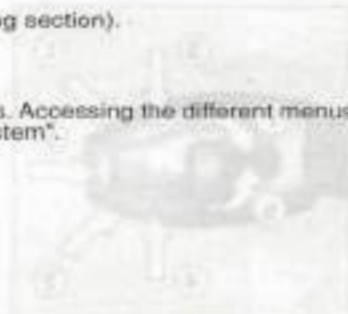 g section).
s. Accessing the different menus
stem".